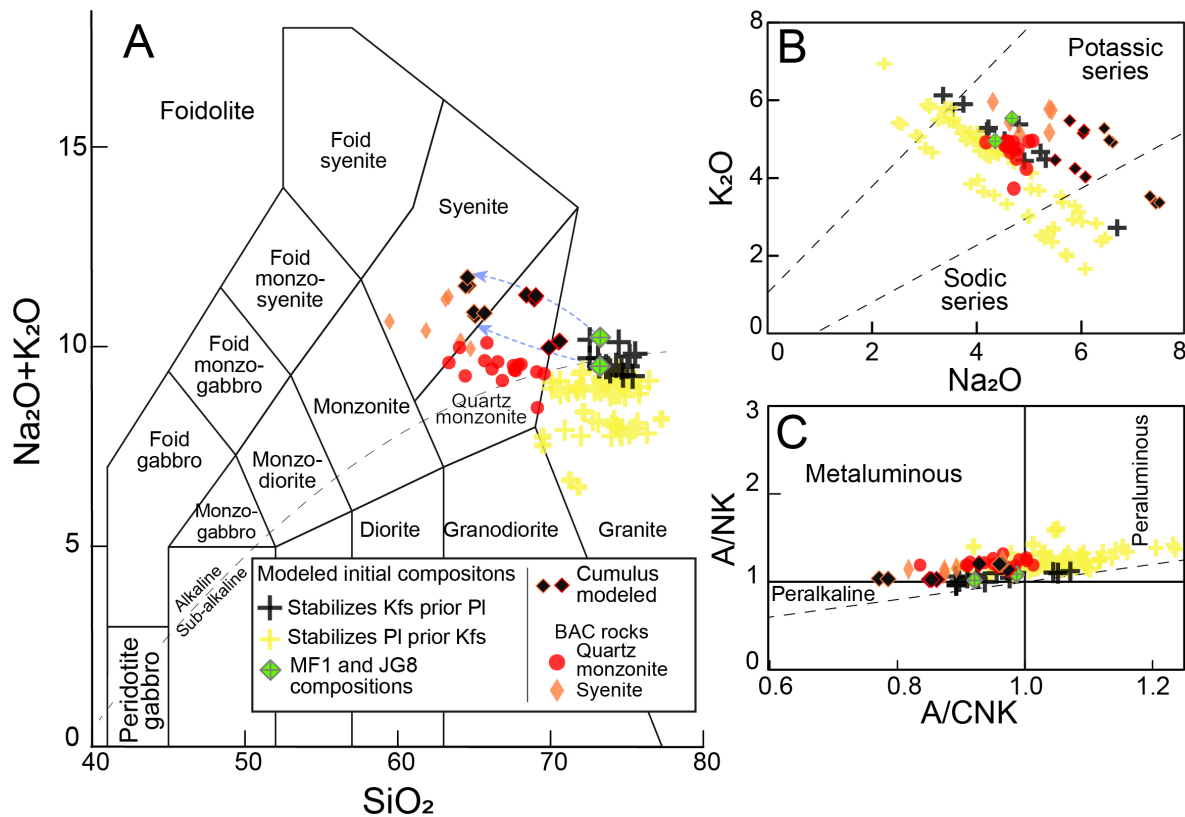 A
Foidolite
Foid
syenite
Syenite
Foid
monzo-
syenite
Foid
monzo-
gabbro
Monzonite
Quartz
monzonite
Foid
gabbro
Monzo-
diorite
Monzo-
gabbro
Diorite
Granodiorite
Granite
Alkaline
Sub-alkaline
Peridotite
gabbro
Na₂O+K₂O
15
10
5
0
40
50
60
70
80
SiO₂
Modeled initial compositons
Stabilizes Kfs prior Pl
Stabilizes Pl prior Kfs
MF1 and JG8
compositions
Cumulus
modeled
BAC rocks
Quartz
monzonite
Syenite
B
Potassic
series
Sodic
series
K₂O
8
6
4
2
0
0
2
4
6
8
Na₂O
C
Metaluminous
Peraluminous
Peralkaline
A/NK
3
2
1
0
0.6
0.8
1.0
1.2
A/CNK